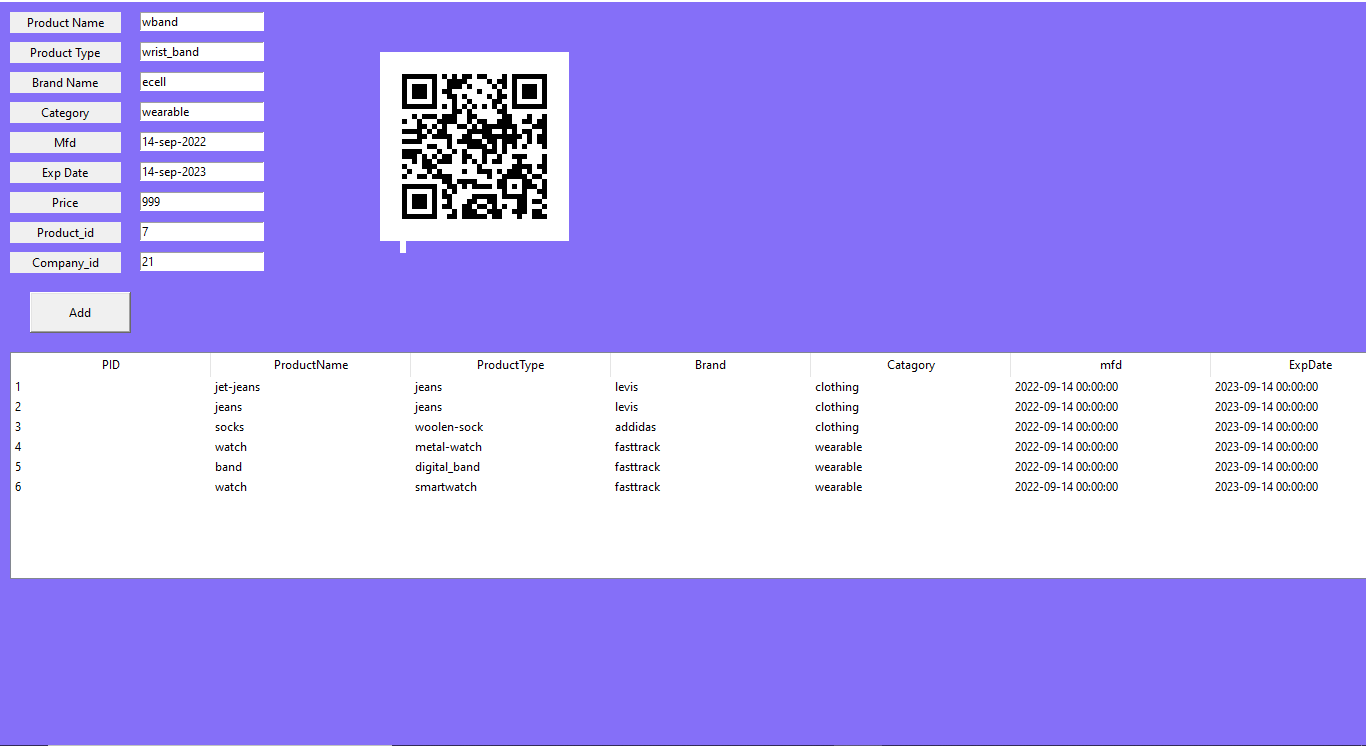 Product Name wband
Product Type wrist_band
Brand Name ecell
Category wearable
Mfd 14-sep-2022
Exp Date 14-sep-2023
Price 999
Product_id 7
Company_id 21
Add
PID ProductName ProductType Brand Catagory mfd ExpDate
1 jet-jeans jeans levis clothing 2022-09-14 00:00:00 2023-09-14 00:00:00
2 jeans jeans levis clothing 2022-09-14 00:00:00 2023-09-14 00:00:00
3 socks woolen-sock addidas clothing 2022-09-14 00:00:00 2023-09-14 00:00:00
4 watch metal-watch fasttrack wearable 2022-09-14 00:00:00 2023-09-14 00:00:00
5 band digital_band fasttrack wearable 2022-09-14 00:00:00 2023-09-14 00:00:00
6 watch smartwatch fasttrack wearable 2022-09-14 00:00:00 2023-09-14 00:00:00